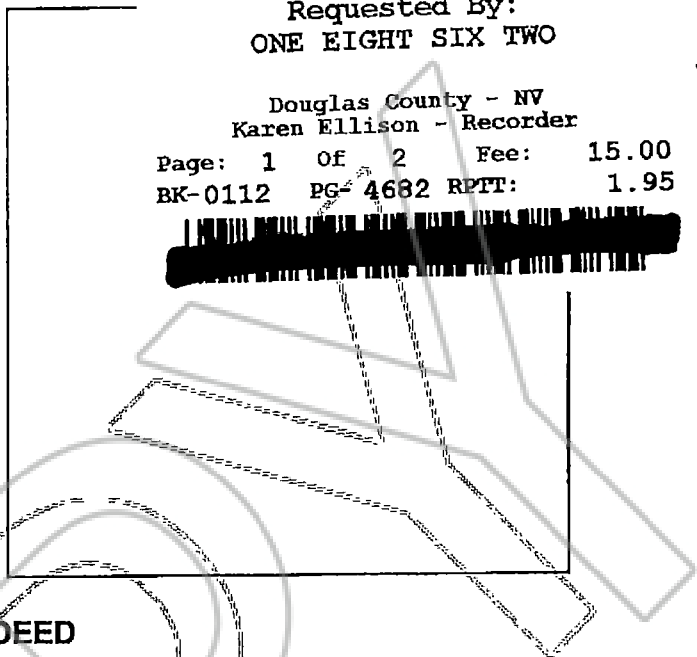 Requested By:
ONE EIGHT SIX TWO
Douglas County - NV
Karen Ellison - Recorder
Page: 1 Of 2 Fee: 15.00
BK-0112 PG- 4682 RPTT: 1.95
DEED